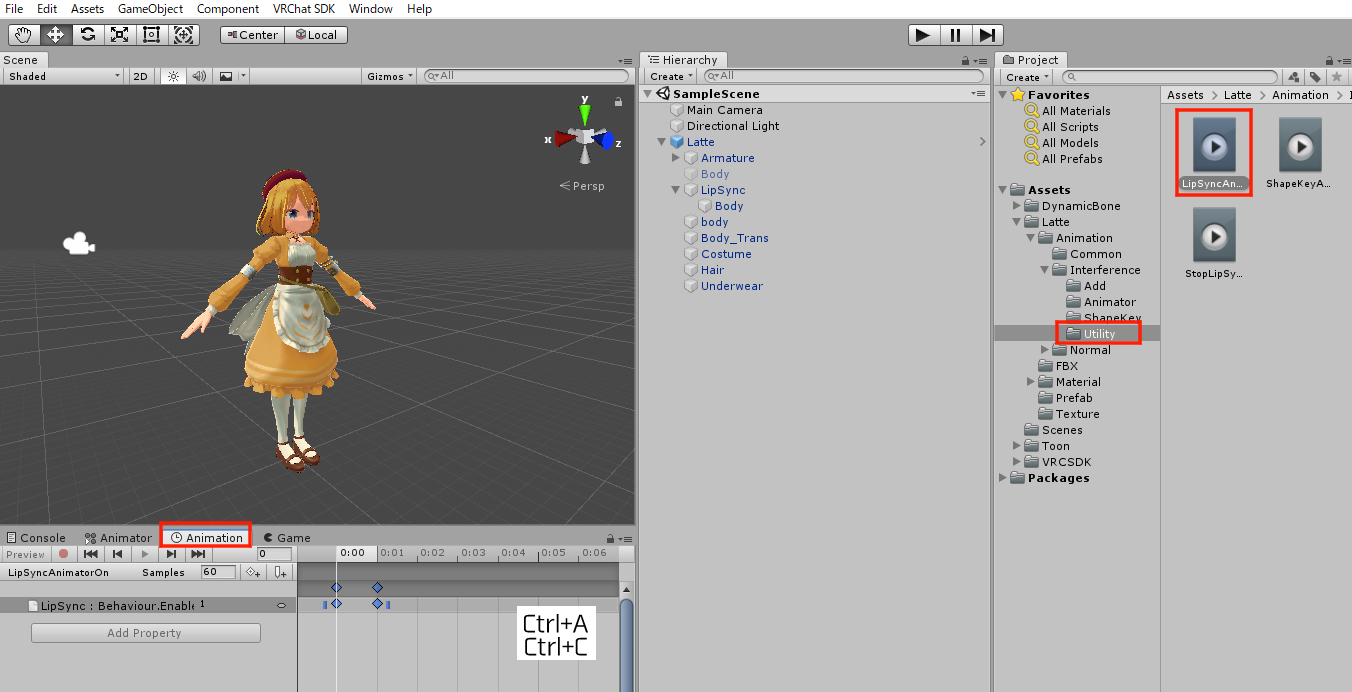 File Edit Assets GameObject Component VRChat SDK Window Help
Center Local
Scene
Shaded 2D Gizmos All
y
x
z
Persp
Hierarchy
Create All
SampleScene
Main Camera
Directional Light
Latte
Armature
Body
LipSync
Body
body
Body_Trans
Costume
Hair
Underwear
Project
Create
Favorites
All Materials
All Scripts
All Models
All Prefabs
Assets
DynamicBone
Latte
Animation
Common
Interference
Add
Animator
ShapeKey
Utility
Normal
FBX
Material
Prefab
Texture
Scenes
Toon
VRCSDK
Packages
Assets > Latte > Animation >
LipSyncAn...
ShapeKeyA...
StopLipSy...
Console Animator Animation Game
Preview 0 0:00 0:01 0:02 0:03 0:04 0:05 0:06
LipSyncAnimatorOn Samples 60
LipSync : Behaviour.Enable 1
Add Property
Ctrl+A
Ctrl+C